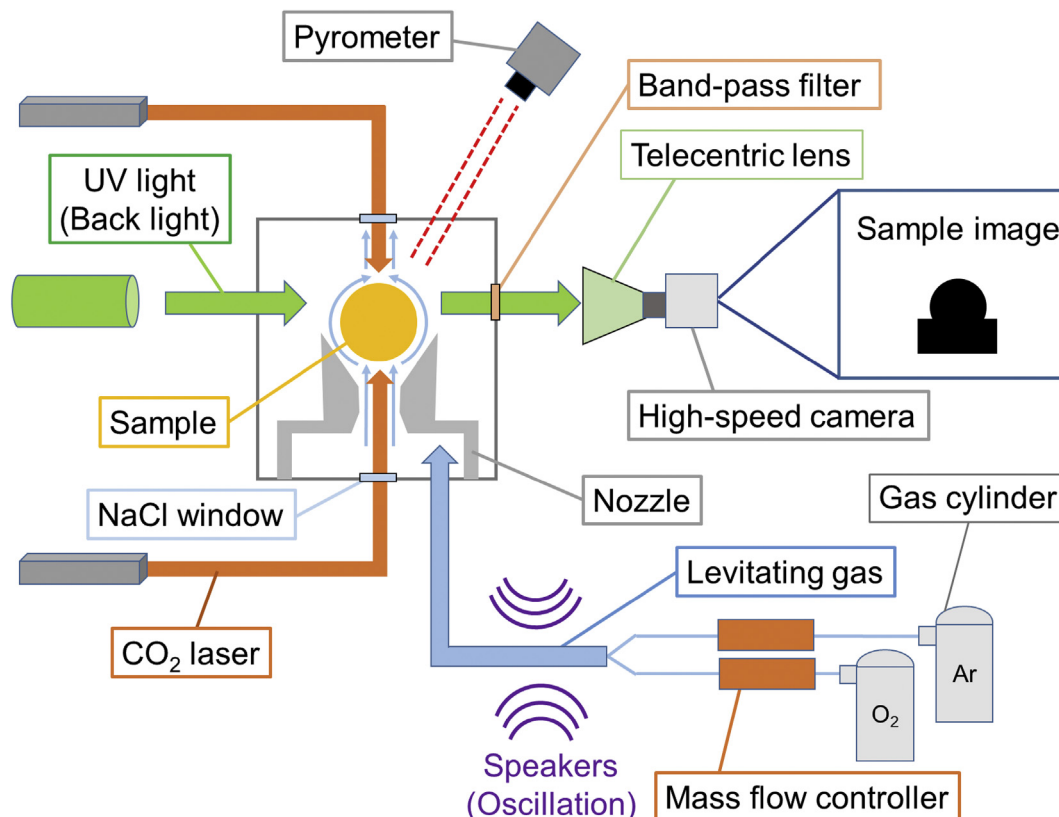 Pyrometer
Band-pass filter
Telecentric lens
UV light
(Back light)
Sample image
Sample
High-speed camera
NaCl window
Nozzle
Gas cylinder
Levitating gas
CO₂ laser
Ar
O₂
Speakers
(Oscillation)
Mass flow controller